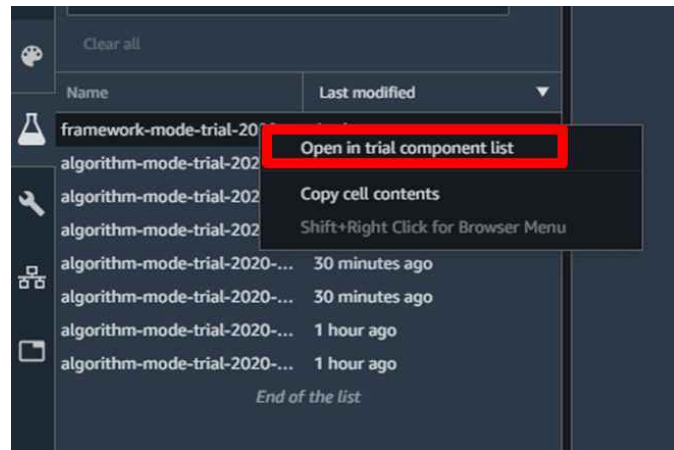 Clear all
Name Last modified
framework-mode-trial-20
Open in trial component list
algorithm-mode-trial-202
algorithm-mode-trial-202 Copy cell contents
algorithm-mode-trial-202 Shift+Right Click for Browser Menu
algorithm-mode-trial-2020-... 30 minutes ago
algorithm-mode-trial-2020-... 30 minutes ago
algorithm-mode-trial-2020-... 1 hour ago
algorithm-mode-trial-2020-... 1 hour ago
End of the list